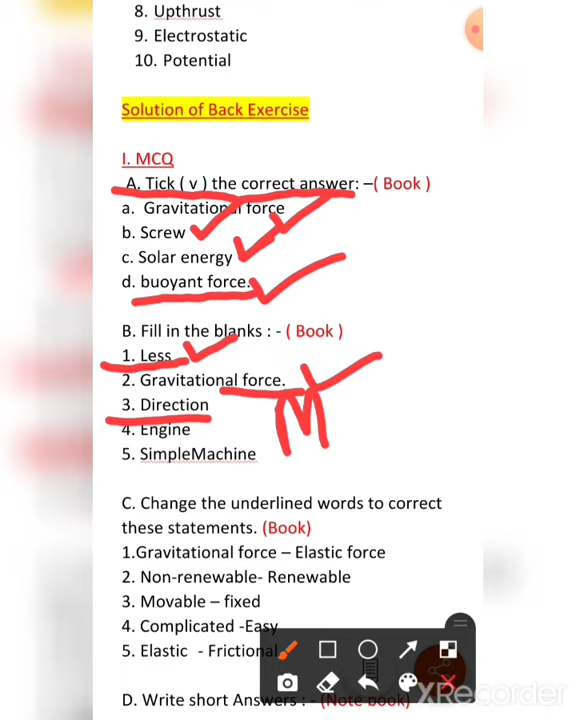 8. Upthrust
9. Electrostatic
10. Potential
Solution of Back Exercise
I. MCQ
A. Tick ( v ) the correct answer: –( Book )
a. Gravitational force
b. Screw
c. Solar energy
d. buoyant force.
B. Fill in the blanks : - ( Book )
1. Less
2. Gravitational force.
3. Direction
4. Engine
5. SimpleMachine
C. Change the underlined words to correct
these statements. (Book)
1.Gravitational force – Elastic force
2. Non-renewable- Renewable
3. Movable – fixed
4. Complicated -Easy
5. Elastic - Frictional
D. Write short Answers : - (Note book)
XRecorder